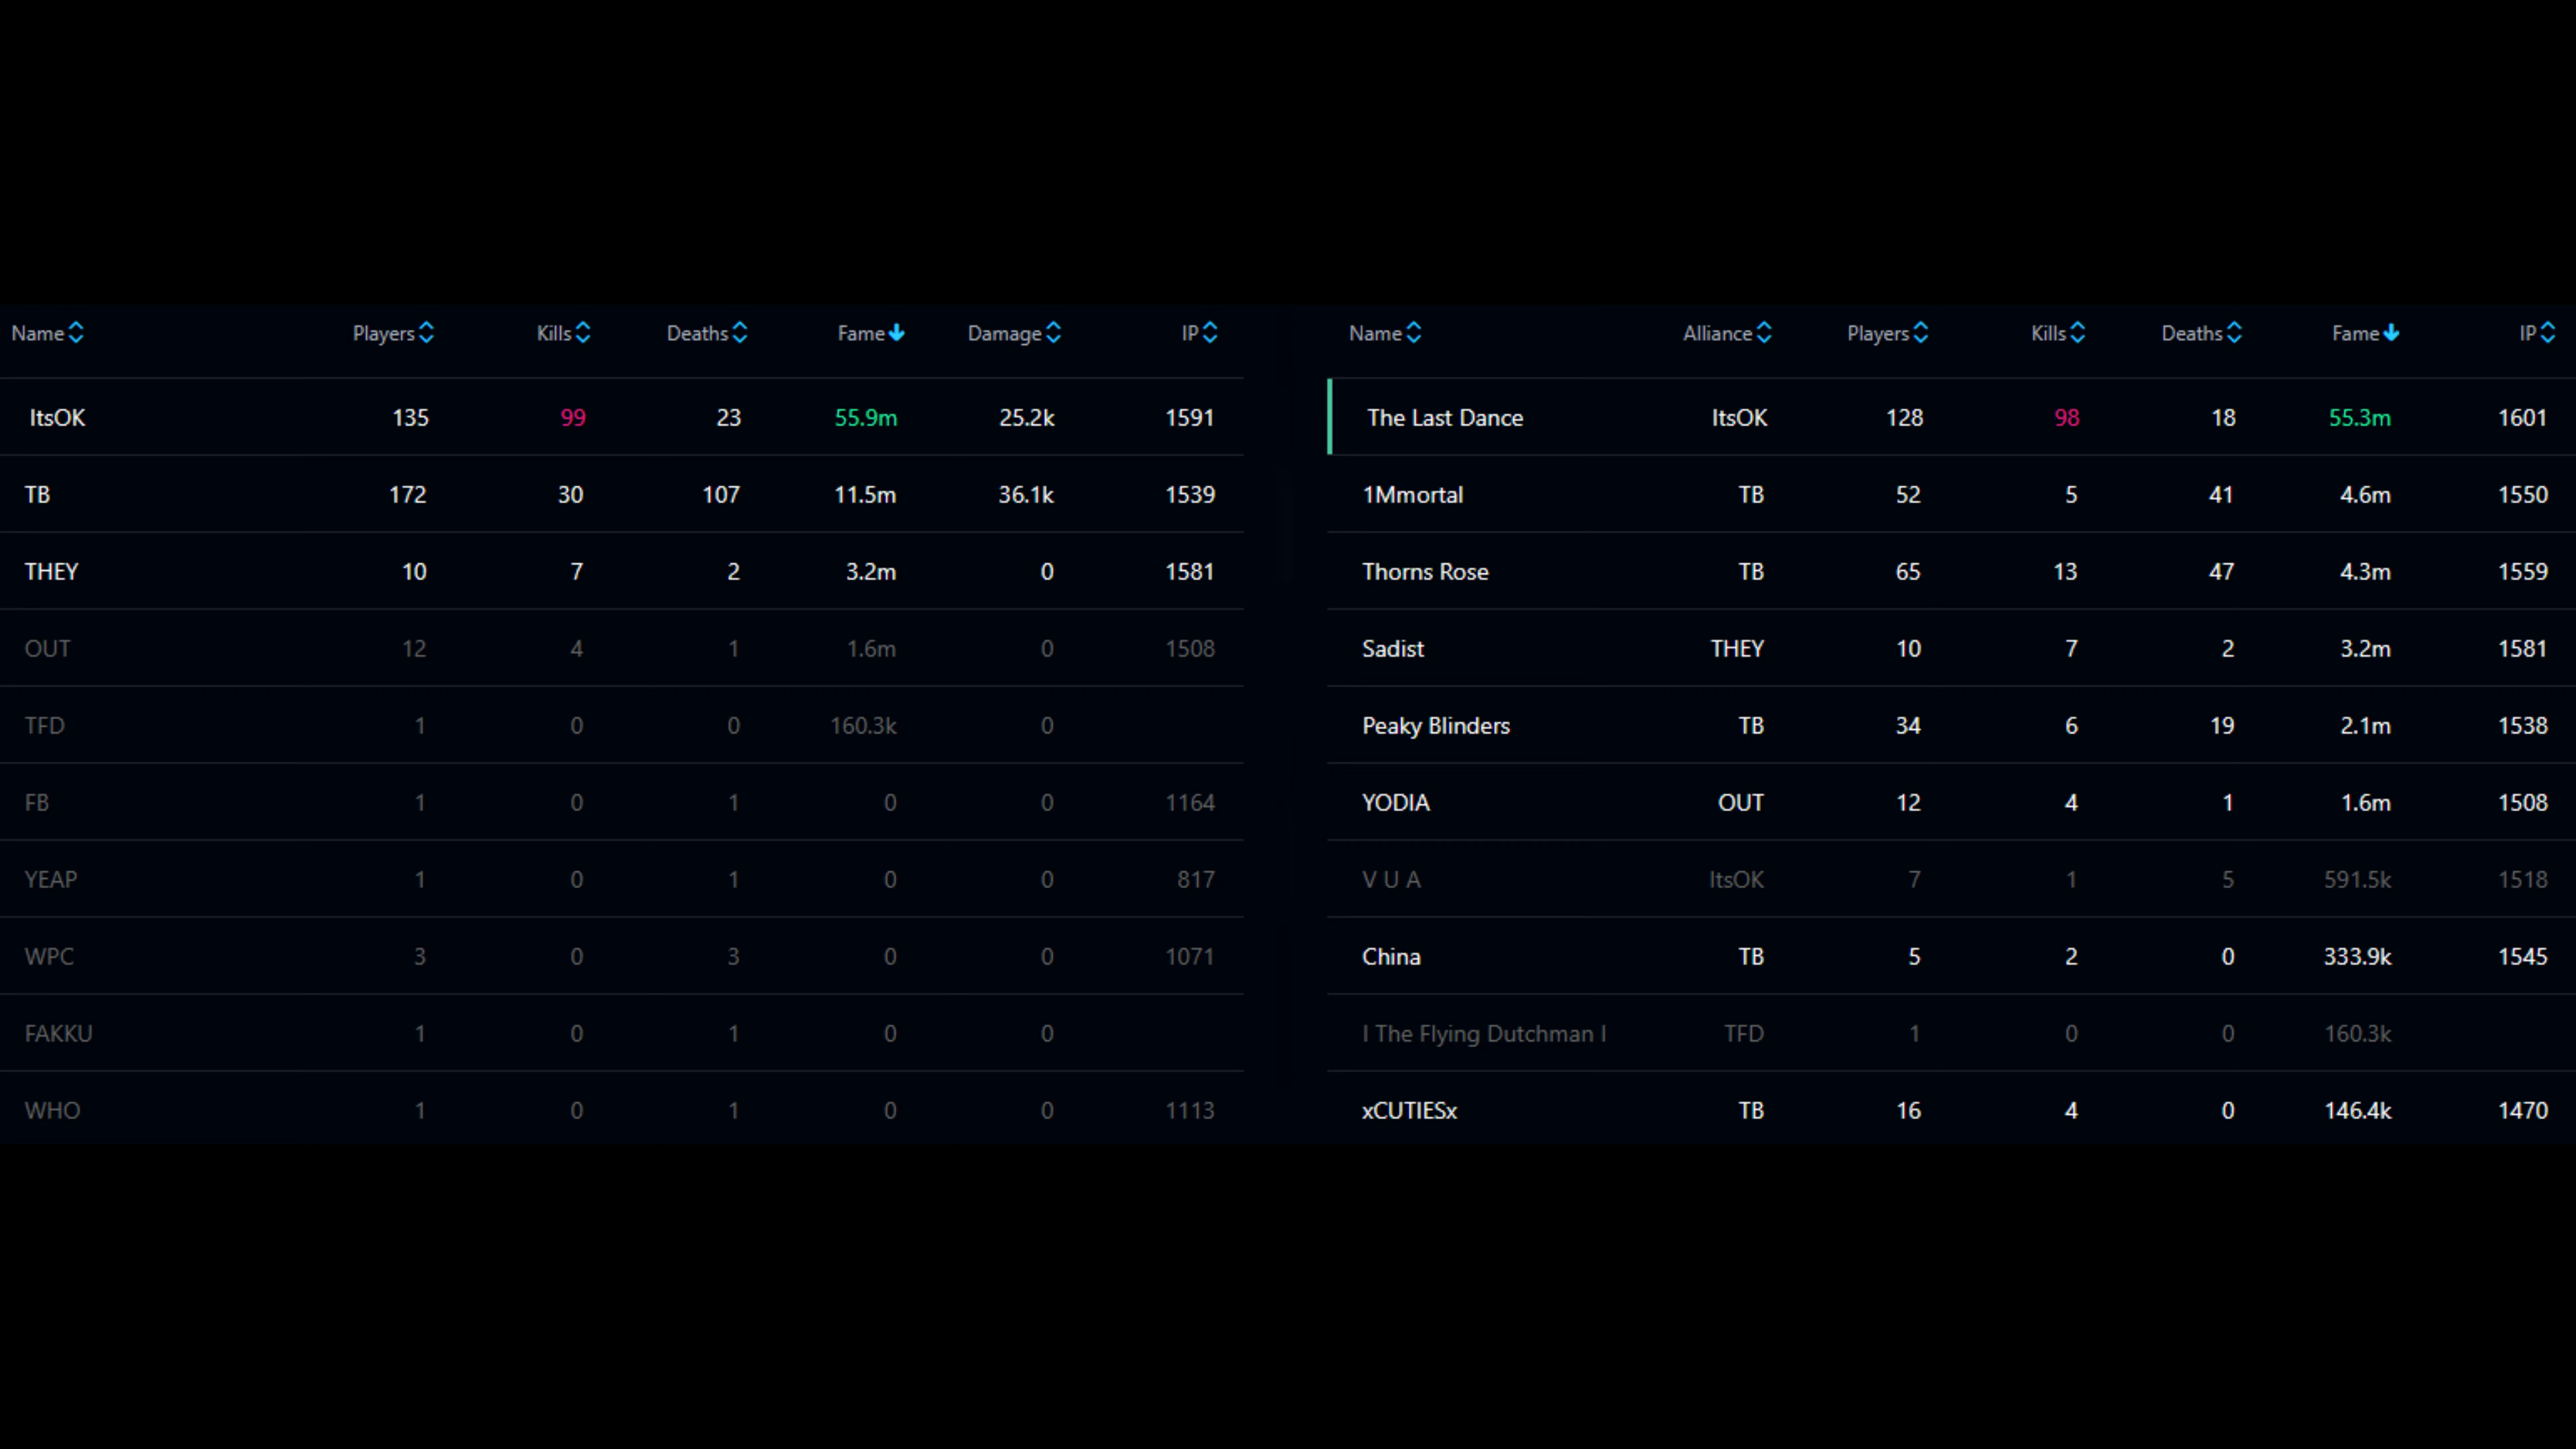 Name Players Kills Deaths Fame Damage IP
ItsOK 135 99 23 55.9m 25.2k 1591
TB 172 30 107 11.5m 36.1k 1539
THEY 10 7 2 3.2m 0 1581
OUT 12 4 1 1.6m 0 1508
TFD 1 0 0 160.3k 0
FB 1 0 1 0 0 1164
YEAP 1 0 1 0 0 817
WPC 3 0 3 0 0 1071
FAKKU 1 0 1 0 0
WHO 1 0 1 0 0 1113
Name Alliance Players Kills Deaths Fame IP
The Last Dance ItsOK 128 98 18 55.3m 1601
1Mmortal TB 52 5 41 4.6m 1550
Thorns Rose TB 65 13 47 4.3m 1559
Sadist THEY 10 7 2 3.2m 1581
Peaky Blinders TB 34 6 19 2.1m 1538
YODIA OUT 12 4 1 1.6m 1508
V U A ItsOK 7 1 5 591.5k 1518
China TB 5 2 0 333.9k 1545
I The Flying Dutchman I TFD 1 0 0 160.3k
xCUTIESx TB 16 4 0 146.4k 1470